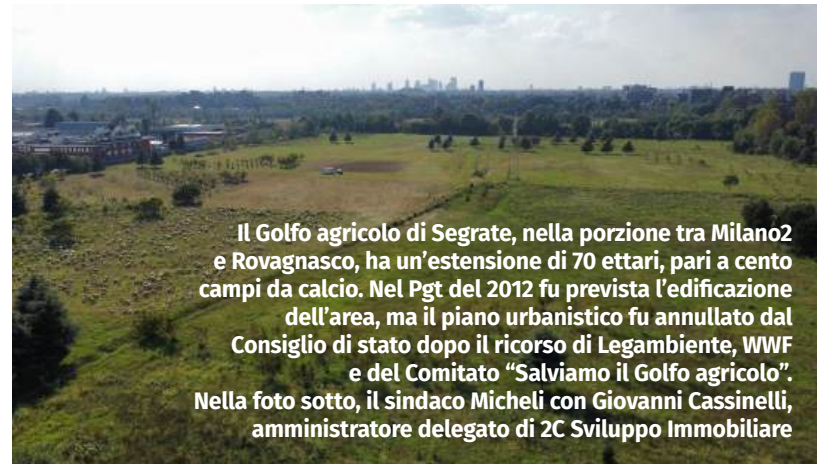 Il Golfo agricolo di Segrate, nella porzione tra Milano2
e Rovagnasco, ha un’estensione di 70 ettari, pari a cento
campi da calcio. Nel Pgt del 2012 fu prevista l’edificazione
dell’area, ma il piano urbanistico fu annullato dal
Consiglio di stato dopo il ricorso di Legambiente, WWF
e del Comitato “Salviamo il Golfo agricolo”.
Nella foto sotto, il sindaco Micheli con Giovanni Cassinelli,
amministratore delegato di 2C Sviluppo Immobiliare